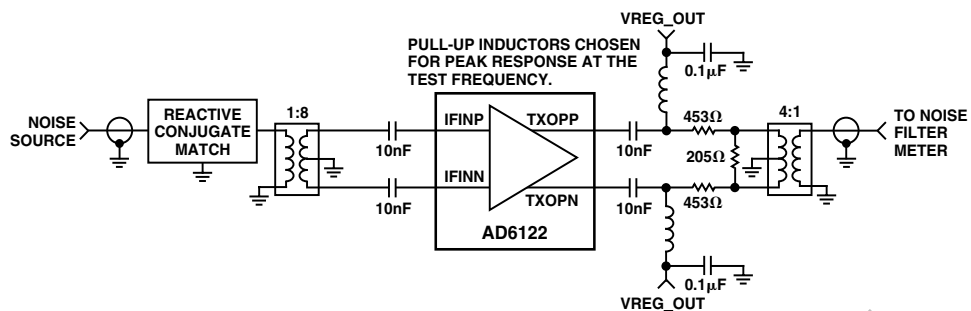 VREG_OUT
PULL-UP INDUCTORS CHOSEN
FOR PEAK RESPONSE AT THE
TEST FREQUENCY.
0.1µF
NOISE
SOURCE
REACTIVE
CONJUGATE
MATCH
1:8
10nF
10nF
IFINP
IFINN
TXOPP
TXOPN
AD6122
10nF
10nF
453Ω
205Ω
453Ω
4:1
TO NOISE
FILTER
METER
0.1µF
VREG_OUT